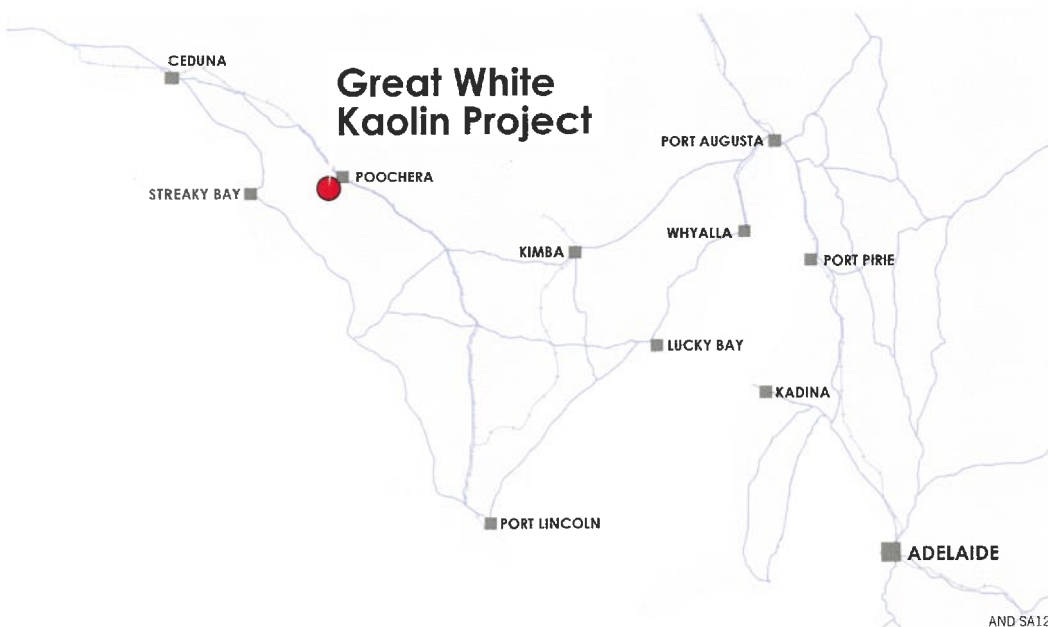 CEDUNA
Great White
Kaolin Project
PORT AUGUSTA
POOCHERA
STREAKY BAY
WHYALLA
KIMBA
PORT PIRIE
LUCKY BAY
KADINA
PORT LINCOLN
ADELAIDE
AND SA12